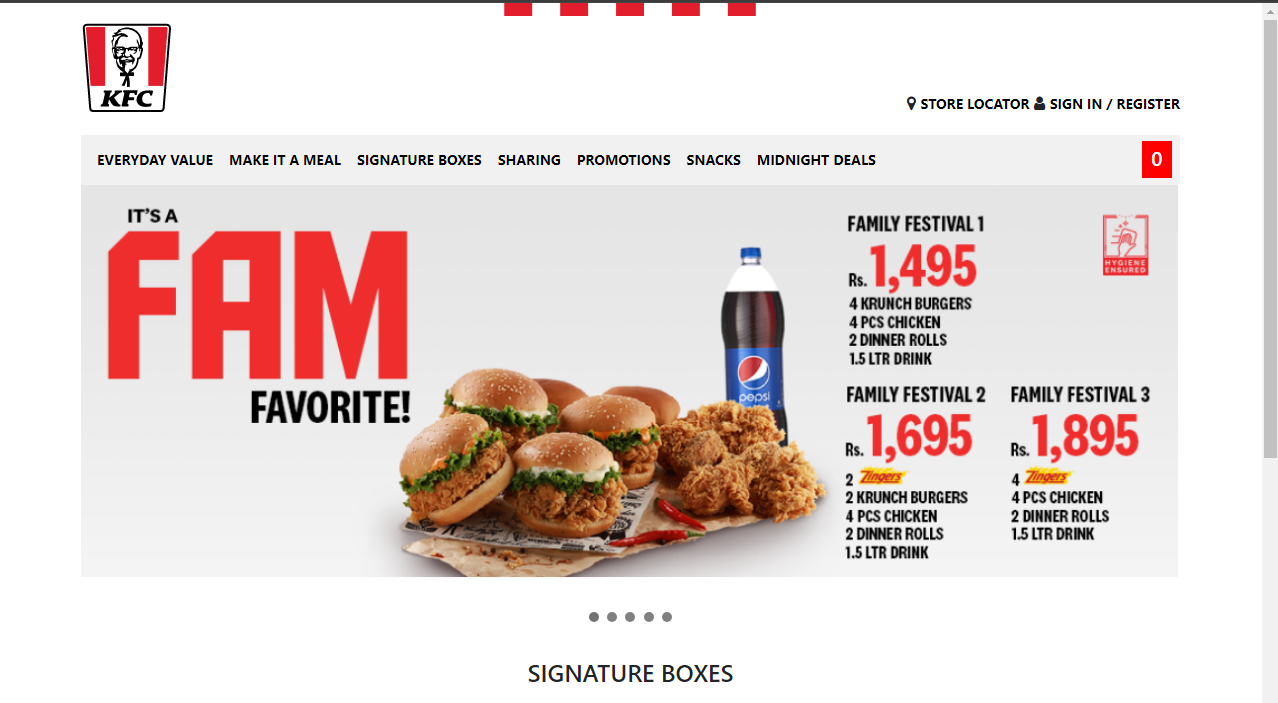 KFC
STORE LOCATOR SIGN IN / REGISTER
EVERYDAY VALUE MAKE IT A MEAL SIGNATURE BOXES SHARING PROMOTIONS SNACKS MIDNIGHT DEALS 0
IT'S A
FAM
FAVORITE!
pepsi
FAMILY FESTIVAL 1
Rs. 1,495
4 KRUNCH BURGERS
4 PCS CHICKEN
2 DINNER ROLLS
1.5 LTR DRINK
HYGIENE
ENSURED
FAMILY FESTIVAL 2
Rs. 1,695
2 Zingers
2 KRUNCH BURGERS
4 PCS CHICKEN
2 DINNER ROLLS
1.5 LTR DRINK
FAMILY FESTIVAL 3
Rs. 1,895
4 Zingers
4 PCS CHICKEN
2 DINNER ROLLS
1.5 LTR DRINK
SIGNATURE BOXES